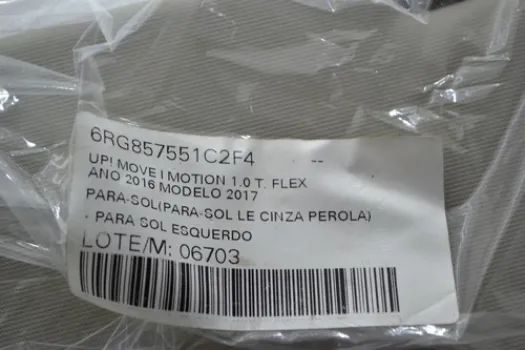 6RG857551C2F4 --
UP! MOVE I MOTION 1.0 T. FLEX
ANO 2016 MODELO 2017
PARA-SOL(PARA-SOL LE CINZA PEROLA)
- PARA SOL ESQUERDO
LOTE/M: 06703